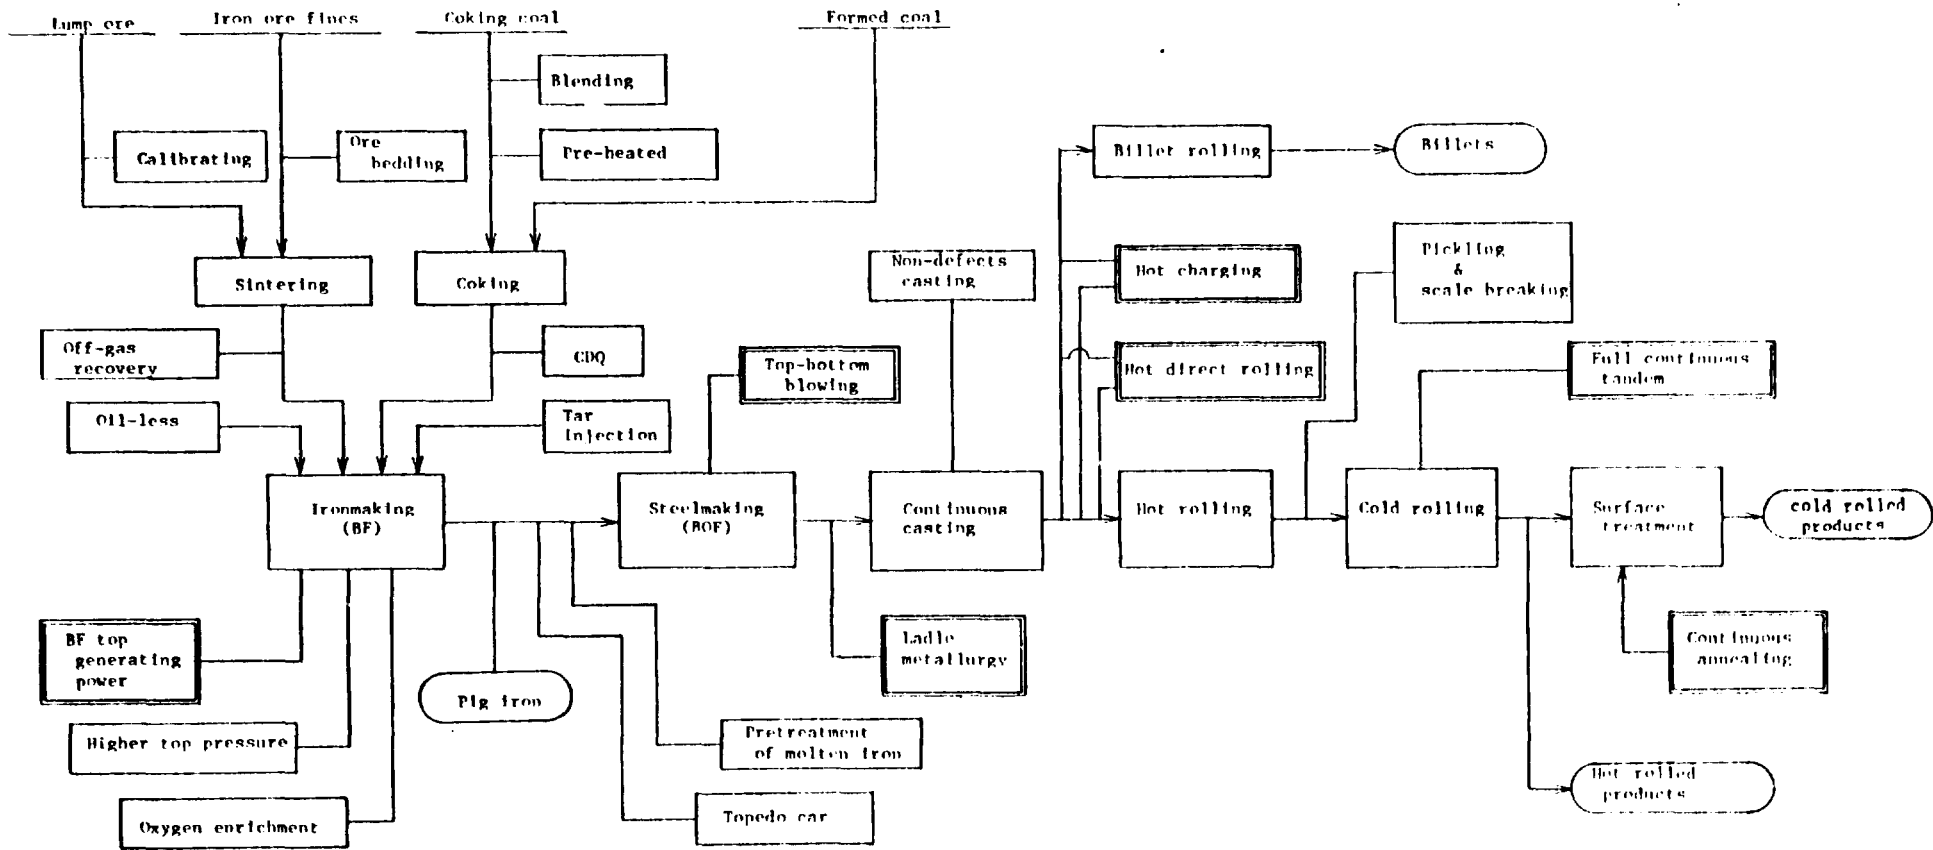 Lump ore
Iron ore fines
Coking coal
Formed coal
Blending
Calibrating
Ore
bedding
Pre-heated
Billet rolling
Billets
Sintering
Coking
Non-defects
casting
Hot charging
Pickling
&
scale breaking
Off-gas
recovery
CDQ
Top-bottom
blowing
Hot direct rolling
Full continuous
tandem
Oil-less
Tar
Injection
Ironmaking
(BF)
Steelmaking
(BOF)
Continuous
casting
Hot rolling
Cold rolling
Surface
treatment
cold rolled
products
BF top
generating
power
Pig iron
Ladle
metallurgy
Continuous
annealing
Higher top pressure
Pretreatment
of molten iron
Hot rolled
products
Oxygen enrichment
Topedo car